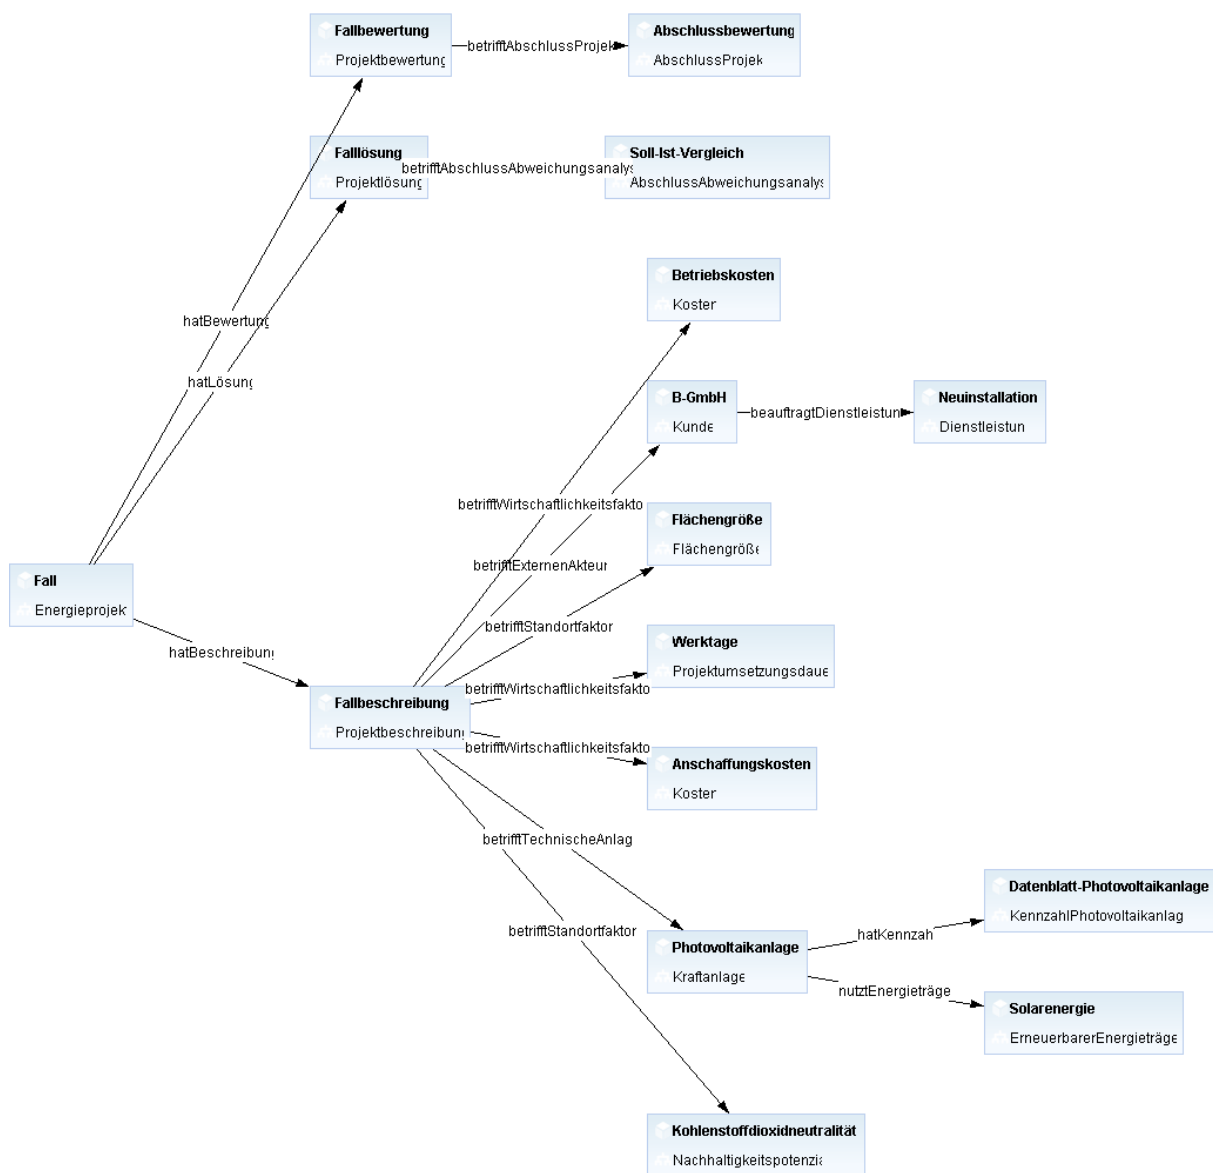 Fallbewertung
Projektbewertung
betrifftAbschlussProjek
Abschlussbewertung
AbschlussProjek
Falllösung
Projektlösung
betrifftAbschlussAbweichungsanalys
Soll-Ist-Vergleich
AbschlussAbweichungsanalys
Betriebskosten
Kosten
hatBewertung
hatLösung
B-GmbH
Kunde
beauftragtDienstleistun
Neuinstallation
Dienstleistun
betrifftWirtschaftlichkeitsfakto
Flächengröße
Flächengröße
betrifftExternenAkteur
Fall
Energieprojek
betrifftStandortfaktor
Werktage
Projektumsetzungsdaue
hatBeschreibung
betrifftWirtschaftlichkeitsfakto
Fallbeschreibung
Projektbeschreibung
betrifftWirtschaftlichkeitsfakto
Anschaffungskosten
Kosten
betrifftTechnischeAnlag
Datenblatt-Photovoltaikanlage
KennzahlPhotovoltaikanlag
betrifftStandortfaktor
hatKennzah
Photovoltaikanlage
Kraftanlage
nutztEnergieträge
Solarenergie
ErneuerbarerEnergieträge
Kohlenstoffdioxidneutralität
Nachhaltigkeitspotenzia